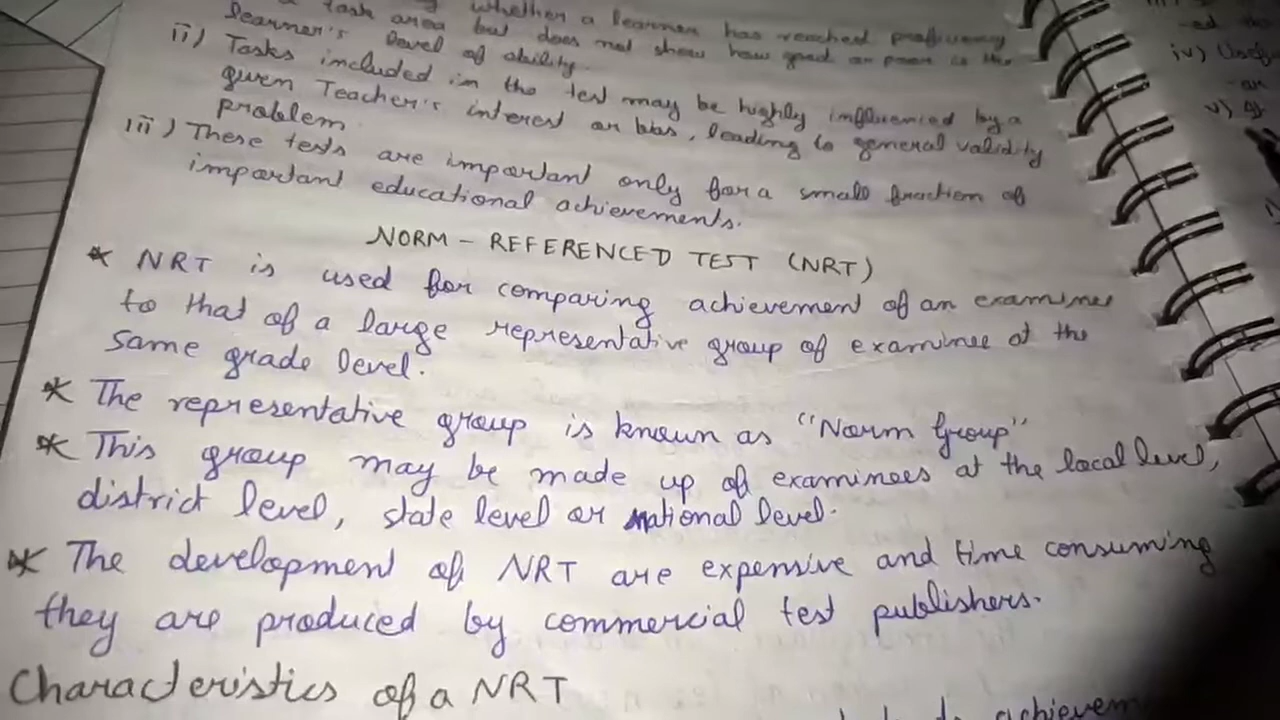 whether a learner has reached proficiency
task area but does not show how good or poor is the
learner's level of ability.
ii) Tasks included in the test may be highly influenced by a
given Teacher's interest or bias, leading to general validity
problem.
iii) These tests are important only for a small fraction of
important educational achievements.
NORM - REFERENCED TEST (NRT)
* NRT is used for comparing achievement of an examinee
to that of a large representative group of examinee at the
same grade level.
* The representative group is known as "Norm Group"
* This group may be made up of examinees at the local level,
district level, state level or national level.
* The development of NRT are expensive and time consuming
they are produced by commercial test publishers.
Characteristics of a NRT
iv)
v)